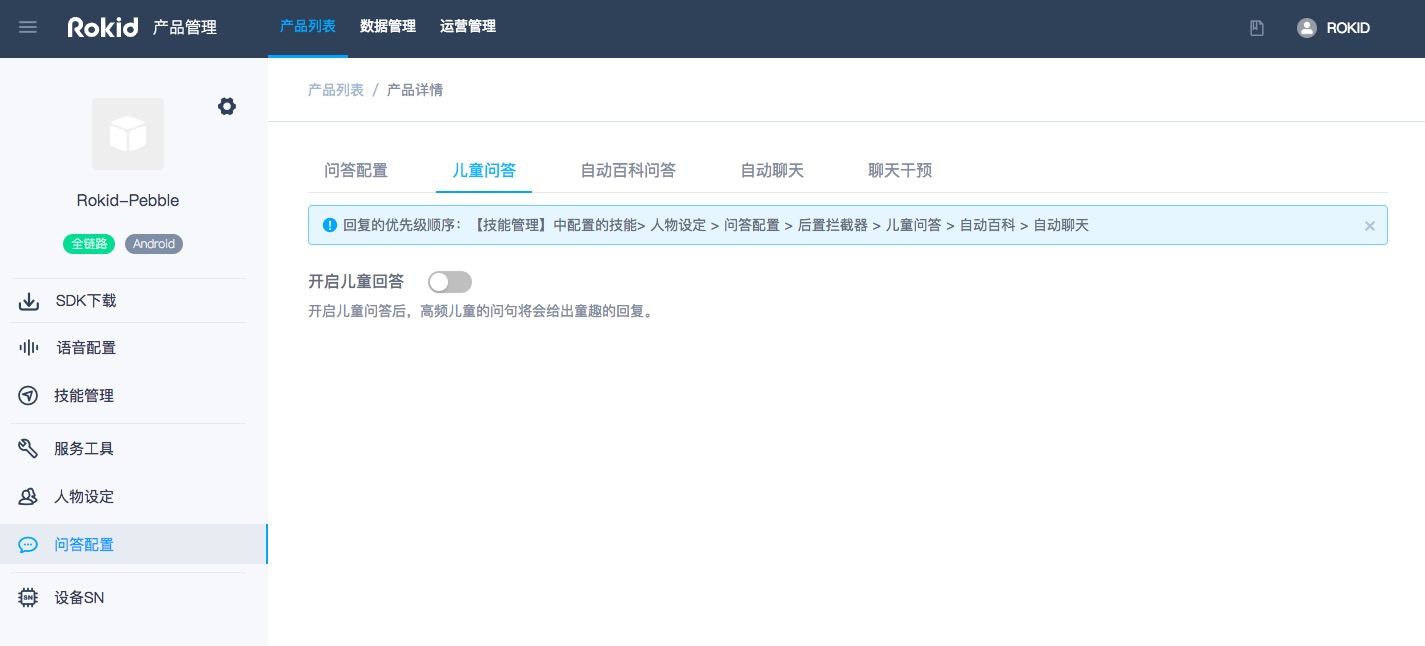 Rokid 产品管理 产品列表 数据管理 运营管理 ROKID
产品列表 / 产品详情
Rokid-Pebble
全链路 Android
SDK下载
语音配置
技能管理
服务工具
人物设定
问答配置
SN 设备SN
问答配置 儿童问答 自动百科问答 自动聊天 聊天干预
回复的优先级顺序：【技能管理】中配置的技能> 人物设定 > 问答配置 > 后置拦截器 > 儿童问答 > 自动百科 > 自动聊天
开启儿童回答
开启儿童问答后，高频儿童的问句将会给出童趣的回复。